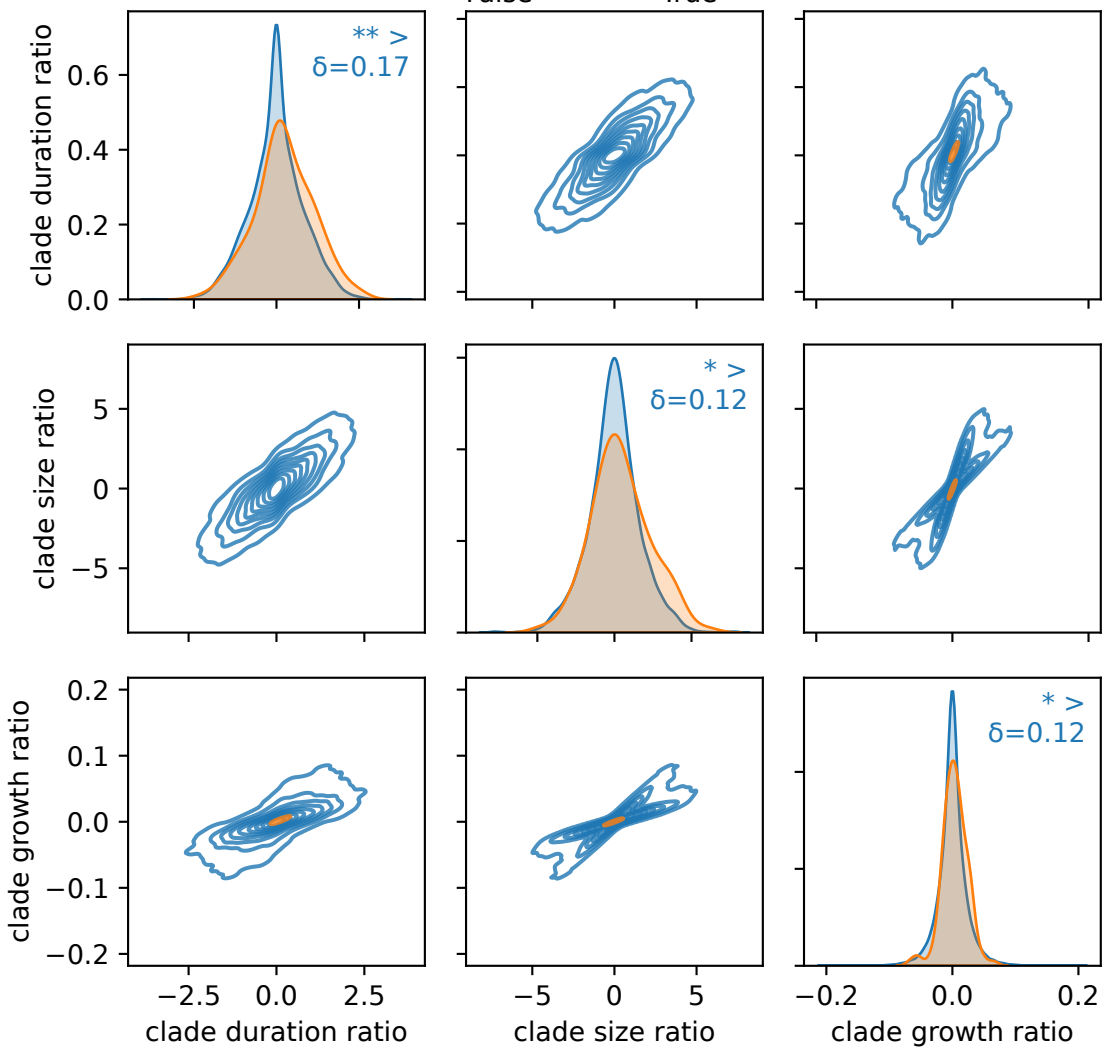 clade duration ratio
0.6
0.4
0.2
0.0
** >
δ=0.17
clade size ratio
5
0
−5
* >
δ=0.12
clade growth ratio
0.2
0.1
0.0
−0.1
−0.2
* >
δ=0.12
−2.5 0.0 2.5
−5 0 5
−0.2 0.0 0.2
clade duration ratio
clade size ratio
clade growth ratio